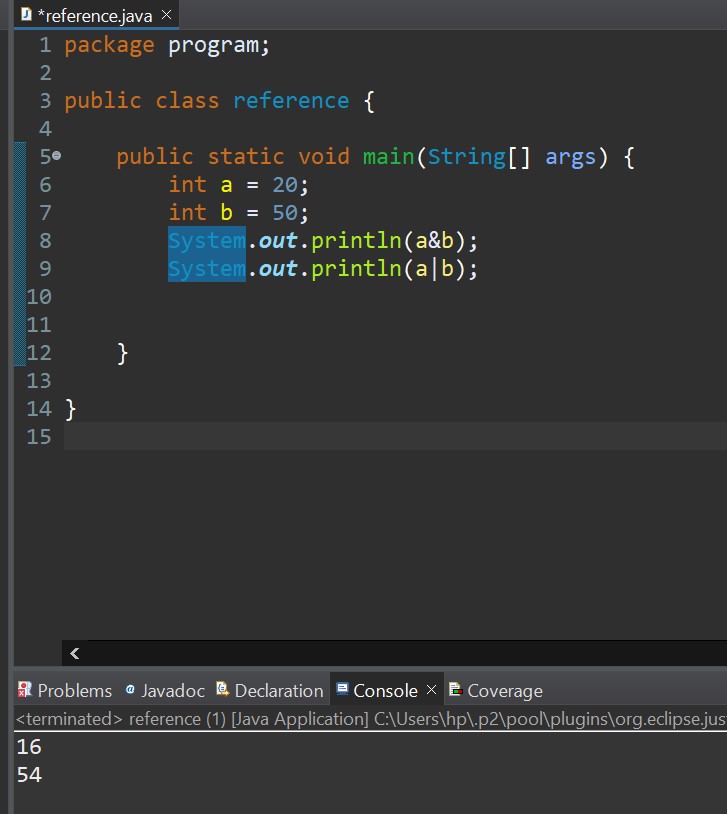 *reference.java
1 package program;
2
3 public class reference {
4
5 public static void main(String[] args) {
6 int a = 20;
7 int b = 50;
8 System.out.println(a&b);
9 System.out.println(a|b);
10
11
12 }
13
14 }
15
Problems @ Javadoc Declaration Console Coverage
<terminated> reference (1) [Java Application] C:\Users\hp\.p2\pool\plugins\org.eclipse.jus
16
54